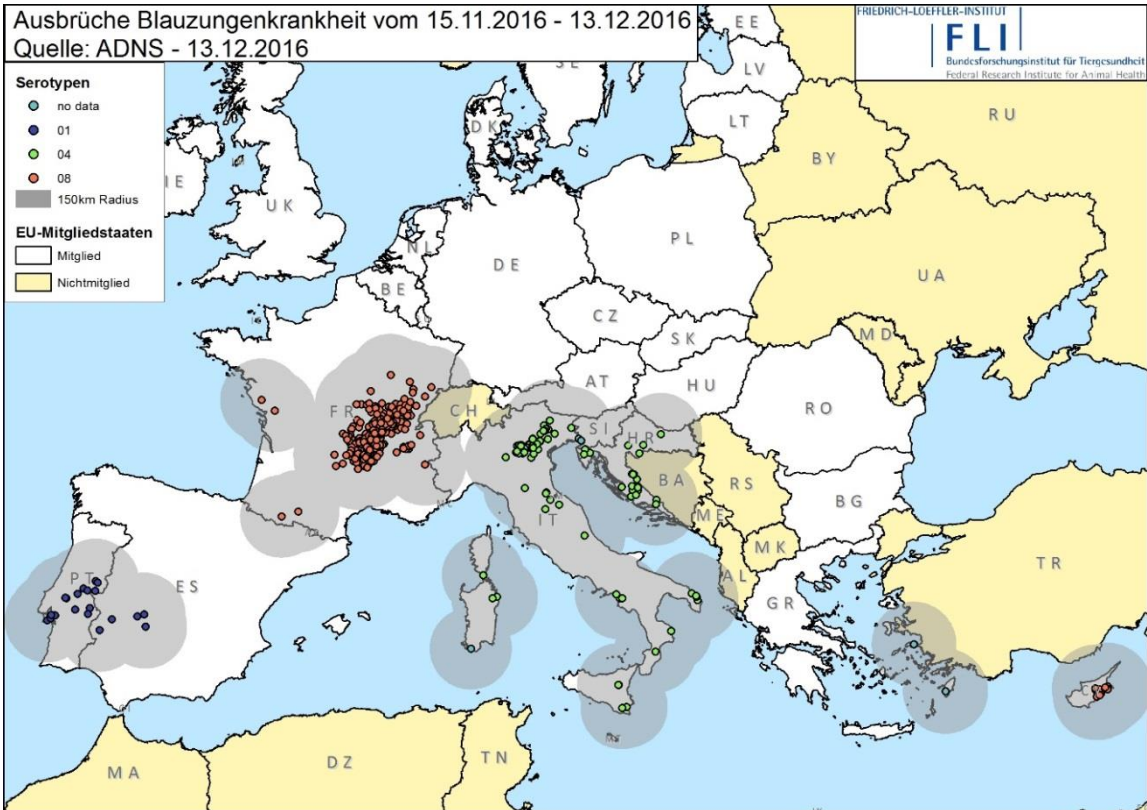 Ausbrüche Blauzungenkrankheit vom 15.11.2016 - 13.12.2016
Quelle: ADNS - 13.12.2016
FRIEDRICH-LOEFFLER-INSTITUT
FLI
Bundesforschungsinstitut für Tiergesundheit
Federal Research Institute for Animal Health
Serotypen
no data
01
04
08
150km Radius
EU-Mitgliedstaaten
Mitglied
Nichtmitglied
EE
SE
LV
RU
DK
LT
BY
IE
UK
NL
PL
DE
BE
UA
CZ
SK
MD
AT
HU
FR
CH
RO
SI
HR
BA
RS
IT
BG
ME
MK
PT
ES
AL
TR
GR
MA
DZ
TN